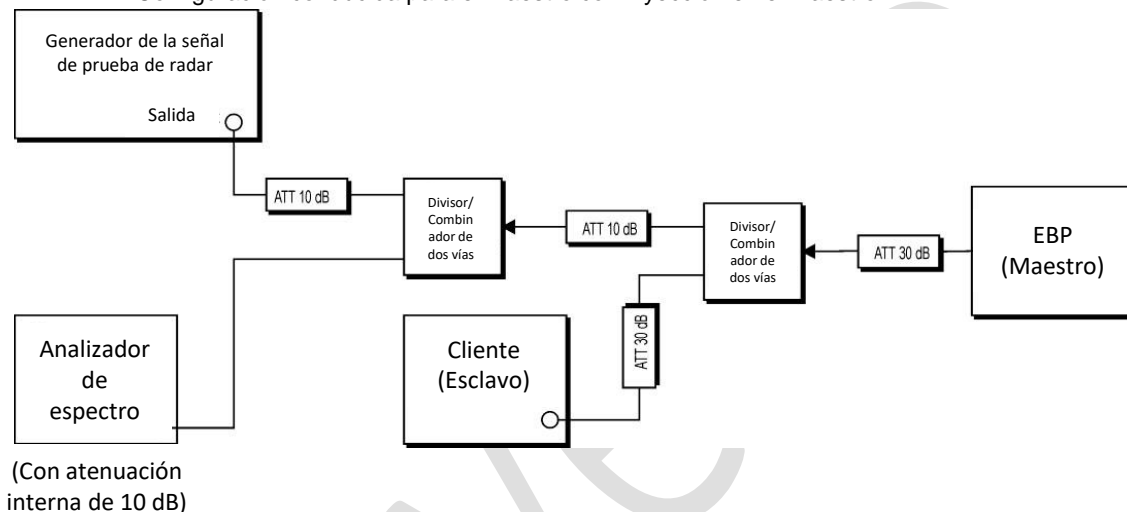 Generador de la señal
de prueba de radar
Salida
ATT 10 dB
Divisor/
Combin
ador de
dos vías
ATT 10 dB
Divisor/
Combin
ador de
dos vías
ATT 30 dB
EBP
(Maestro)
Analizador
de
espectro
(Con atenuación
interna de 10 dB)
Cliente
(Esclavo)
ATT 30 dB